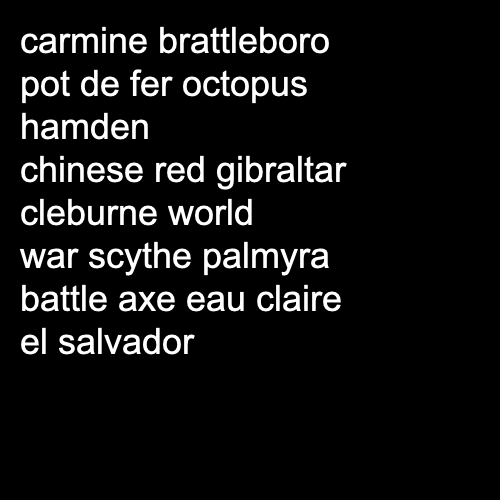 carmine brattleboro
pot de fer octopus
hamden
chinese red gibraltar
cleburne world
war scythe palmyra
battle axe eau claire
el salvador